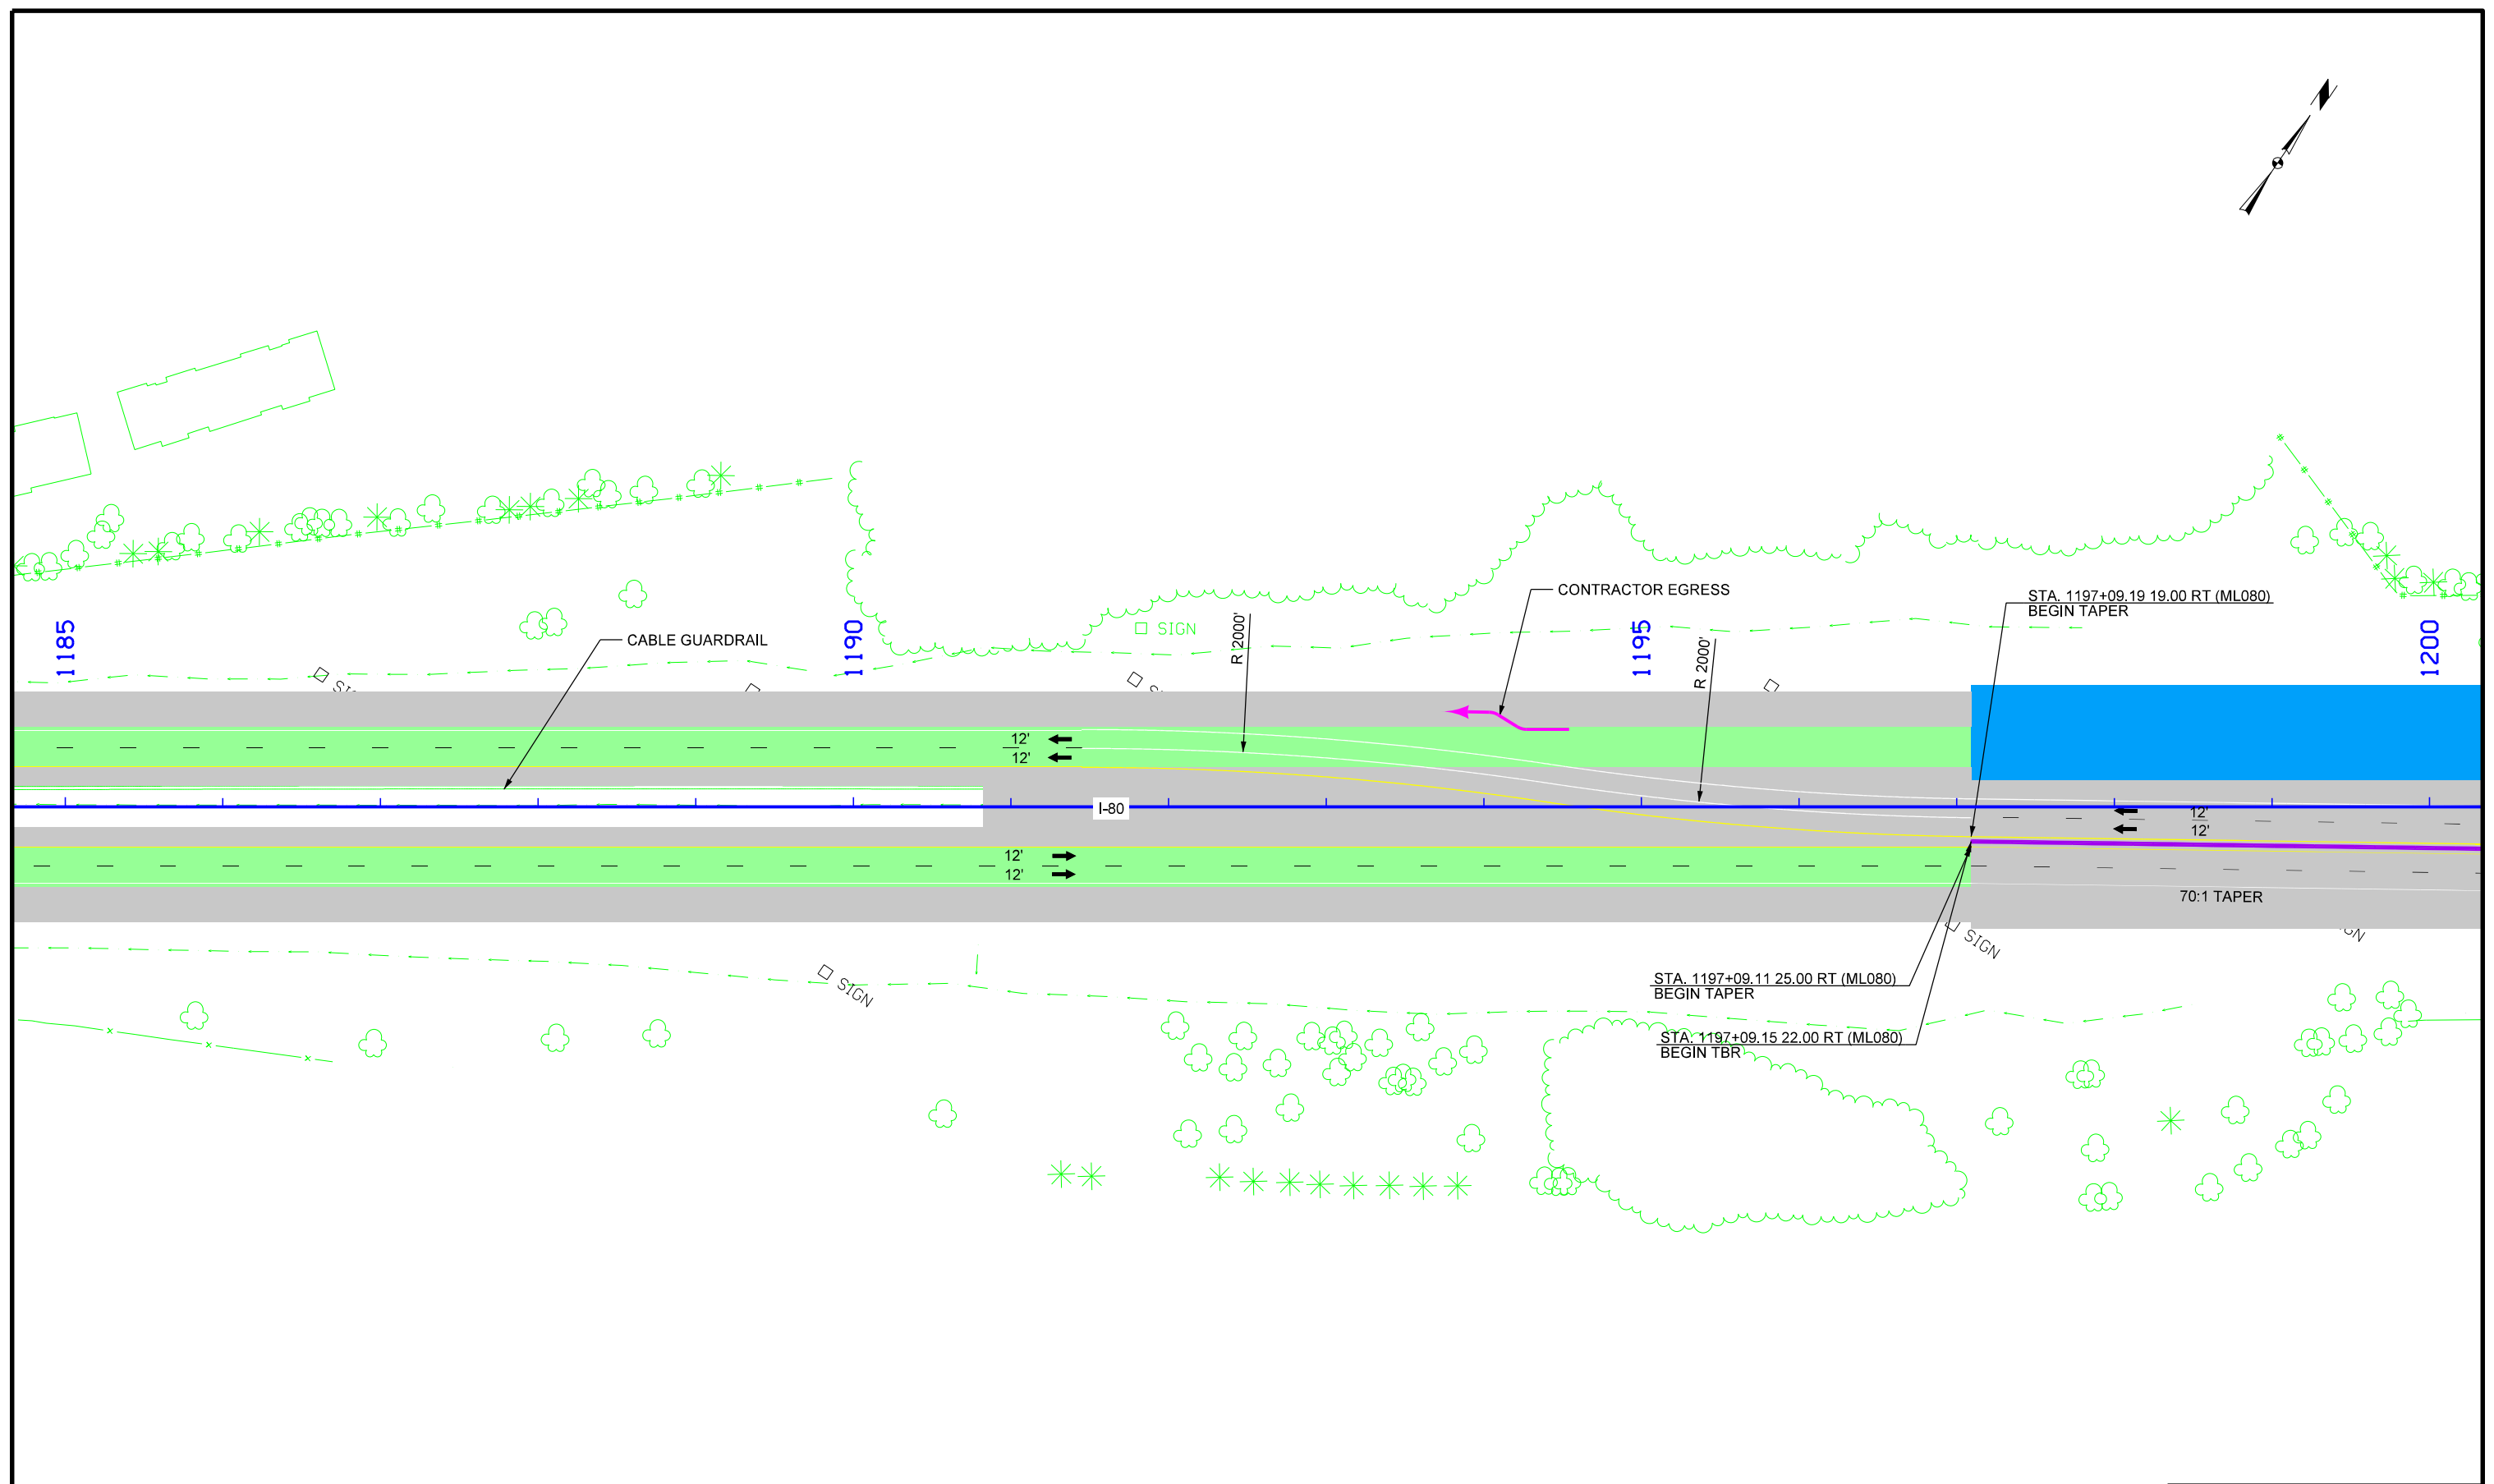 N
CONTRACTOR EGRESS
STA. 1197+09.19 19.00 RT (ML080)
BEGIN TAPER
1185
1190
1195
1200
SIGN
CABLE GUARDRAIL
R 2000'
R 2000'
12'
12'
I-80
12'
12'
12'
12'
70:1 TAPER
SIGN
SIGN
STA. 1197+09.11 25.00 RT (ML080)
BEGIN TAPER
STA. 1197+09.15 22.00 RT (ML080)
BEGIN TBR